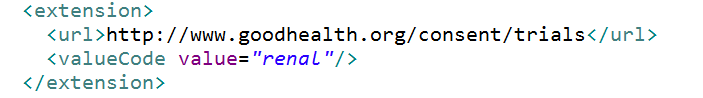 <extension>
<url>http://www.goodhealth.org/consent/trials</url>
<valueCode value="renal"/>
</extension>